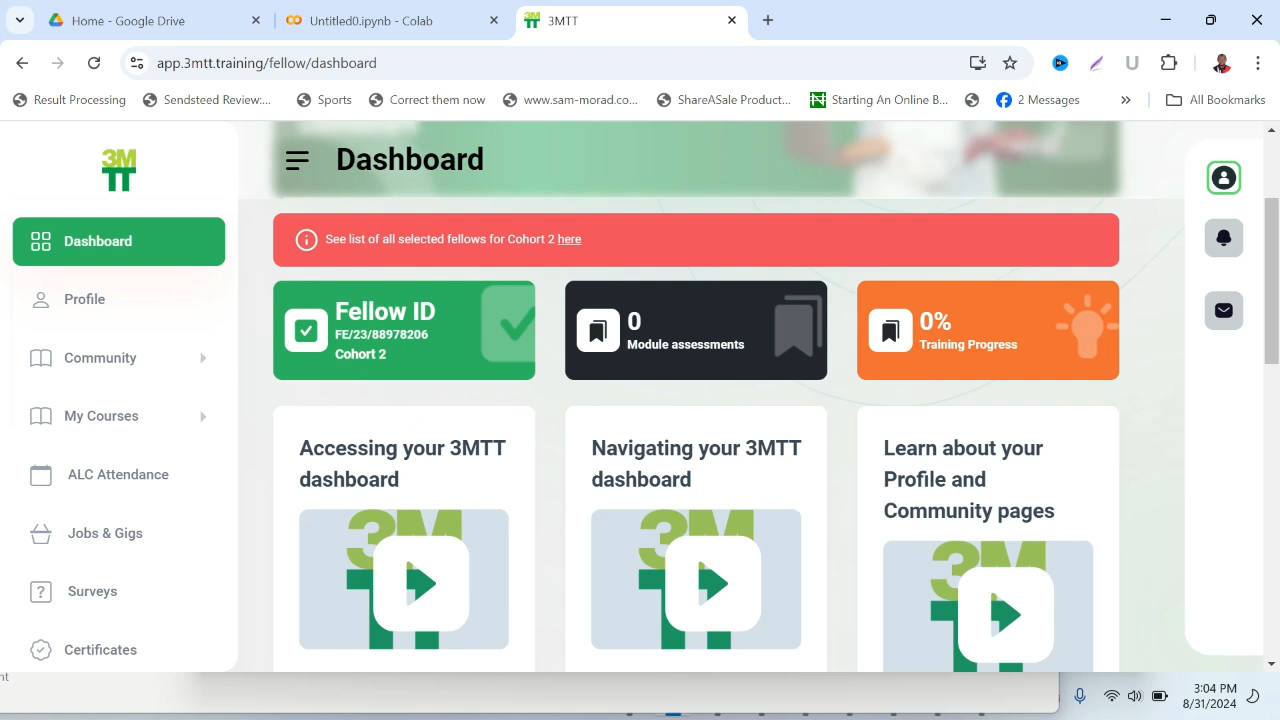 Home - Google Drive
Untitled0.ipynb - Colab
3MTT
app.3mtt.training/fellow/dashboard
Result Processing
Sendsteed Review:...
Sports
Correct them now
www.sam-morad.co...
ShareASale Product...
Starting An Online B...
2 Messages
All Bookmarks
3M
TT
Dashboard
Dashboard
Profile
Community
My Courses
ALC Attendance
Jobs & Gigs
Surveys
Certificates
See list of all selected fellows for Cohort 2 here
Fellow ID
FE/23/88978206
Cohort 2
0
Module assessments
0%
Training Progress
Accessing your 3MTT
dashboard
Navigating your 3MTT
dashboard
Learn about your
Profile and
Community pages
nt
3:04 PM
8/31/2024